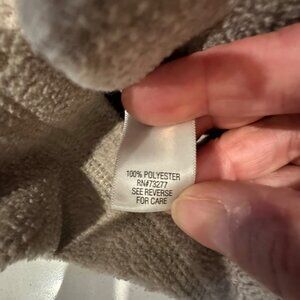 100% POLYESTER
RN#73277
SEE REVERSE
FOR CARE